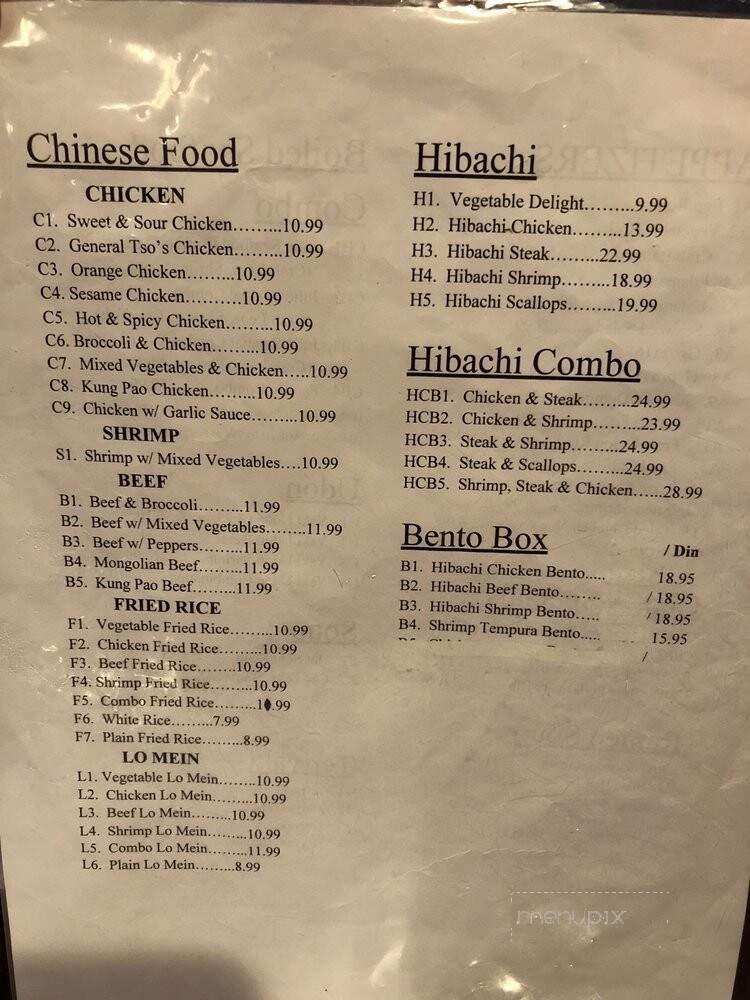 Chinese Food
CHICKEN
C1. Sweet & Sour Chicken.........10.99
C2. General Tso's Chicken.........10.99
C3. Orange Chicken.........10.99
C4. Sesame Chicken..........10.99
C5. Hot & Spicy Chicken.........10.99
C6. Broccoli & Chicken.........10.99
C7. Mixed Vegetables & Chicken.....10.99
C8. Kung Pao Chicken.........10.99
C9. Chicken w/ Garlic Sauce.........10.99
SHRIMP
S1. Shrimp w/ Mixed Vegetables....10.99
BEEF
B1. Beef & Broccoli.........11.99
B2. Beef w/ Mixed Vegetables........11.99
B3. Beef w/ Peppers.........11.99
B4. Mongolian Beef.........11.99
B5. Kung Pao Beef.........11.99
FRIED RICE
F1. Vegetable Fried Rice.........10.99
F2. Chicken Fried Rice.........10.99
F3. Beef Fried Rice.........10.99
F4. Shrimp Fried Rice.........10.99
F5. Combo Fried Rice.........10.99
F6. White Rice.........7.99
F7. Plain Fried Rice.........8.99
LO MEIN
L1. Vegetable Lo Mein.........10.99
L2. Chicken Lo Mein.........10.99
L3. Beef Lo Mein.........10.99
L4. Shrimp Lo Mein.........10.99
L5. Combo Lo Mein.........11.99
L6. Plain Lo Mein.........8.99
Hibachi
H1. Vegetable Delight.........9.99
H2. Hibachi Chicken.........13.99
H3. Hibachi Steak.........22.99
H4. Hibachi Shrimp.........18.99
H5. Hibachi Scallops.........19.99
Hibachi Combo
HCB1. Chicken & Steak.........24.99
HCB2. Chicken & Shrimp.........23.99
HCB3. Steak & Shrimp.........24.99
HCB4. Steak & Scallops.........24.99
HCB5. Shrimp, Steak & Chicken......28.99
Bento Box / Din
B1. Hibachi Chicken Bento..... 18.95
B2. Hibachi Beef Bento........ / 18.95
B3. Hibachi Shrimp Bento..... / 18.95
B4. Shrimp Tempura Bento..... 15.95
/
menupix